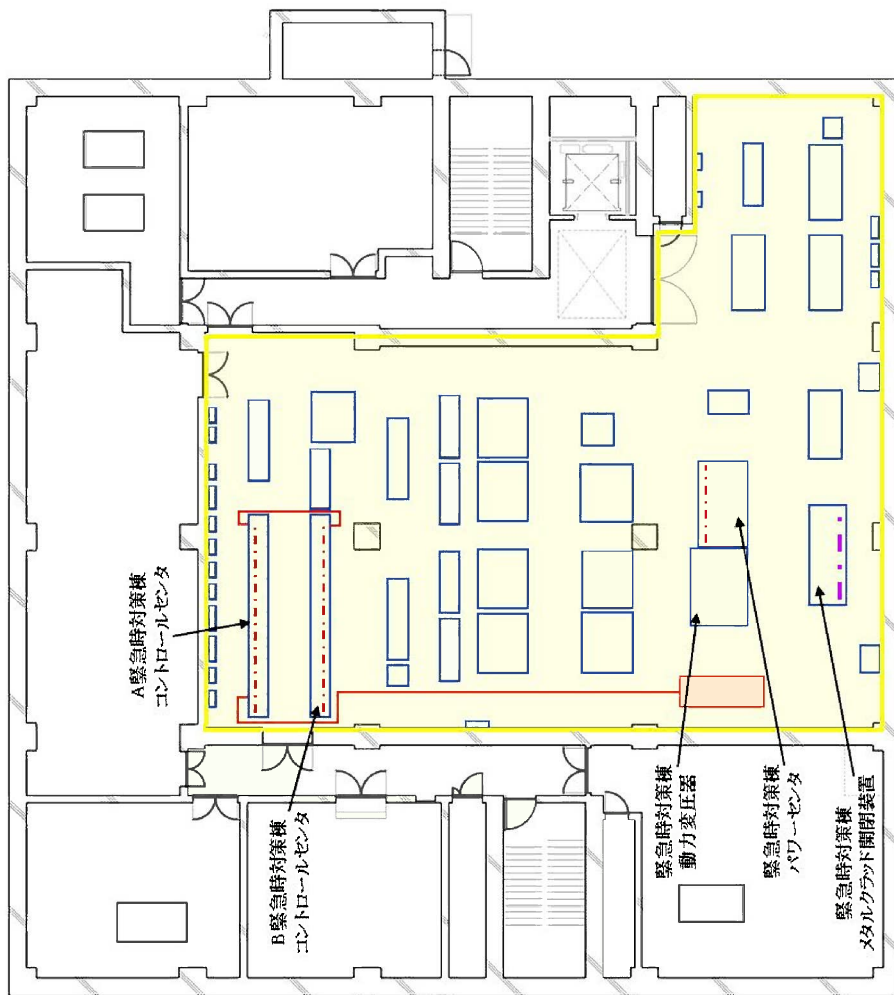 A緊急時対策棟
コントロールセンタ
B緊急時対策棟
コントロールセンタ
緊急時対策棟
動力変圧器
緊急時対策棟
パワーセンタ
緊急時対策棟
メタルクラッド開閉装置